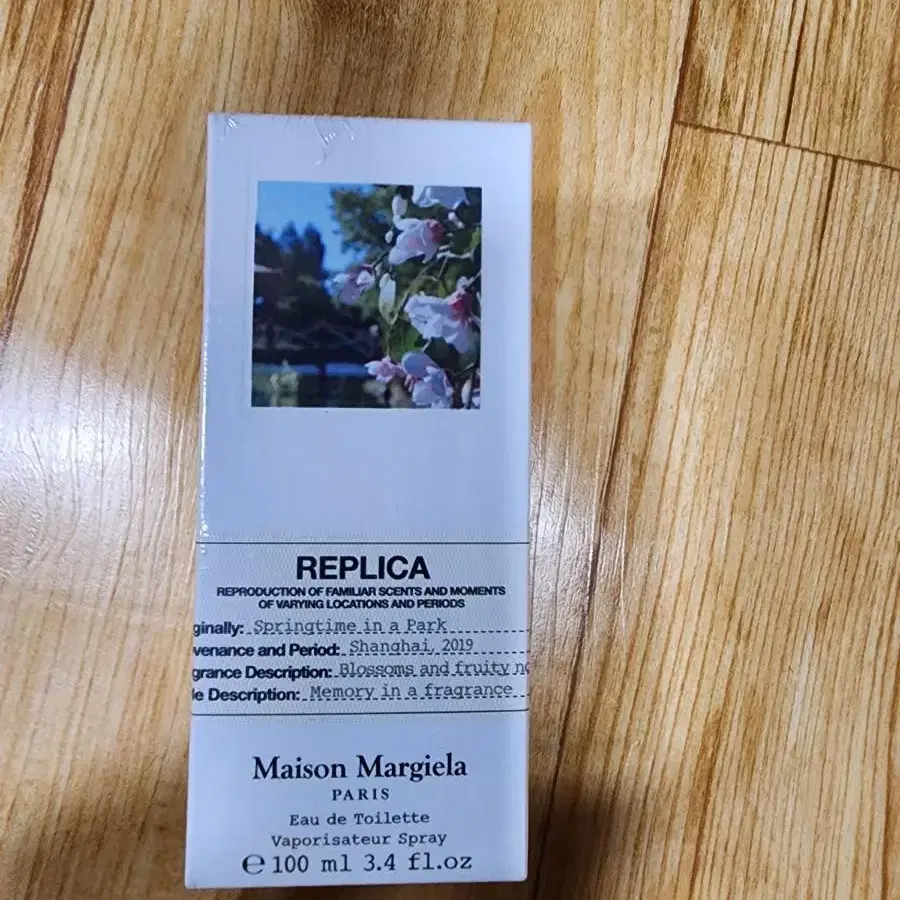 REPLICA
REPRODUCTION OF FAMILIAR SCENTS AND MOMENTS
OF VARYING LOCATIONS AND PERIODS
ginally: Springtime in a Park
venance and Period: Shanghai, 2019
grance Description: Blossoms and fruity no
le Description: Memory in a fragrance
Maison Margiela
PARIS
Eau de Toilette
Vaporisateur Spray
℮ 100 ml 3.4 fl.oz